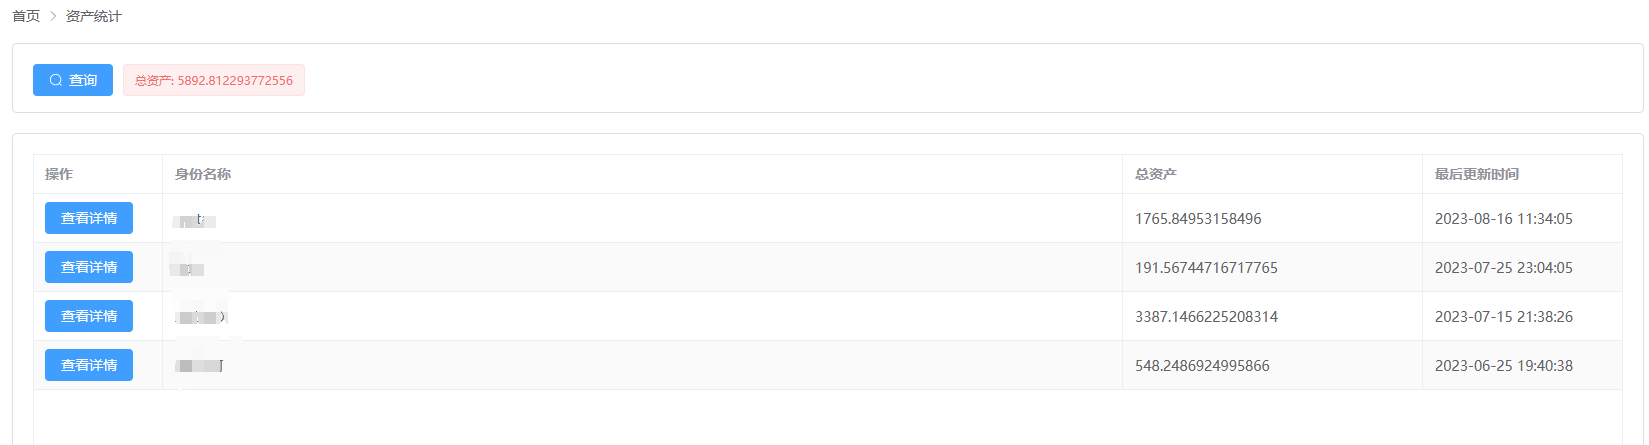 首页 > 资产统计
查询 总资产: 5892.812293772556
操作 身份名称 总资产 最后更新时间
查看详情 1765.84953158496 2023-08-16 11:34:05
查看详情 191.56744716717765 2023-07-25 23:04:05
查看详情 3387.1466225208314 2023-07-15 21:38:26
查看详情 548.2486924995866 2023-06-25 19:40:38